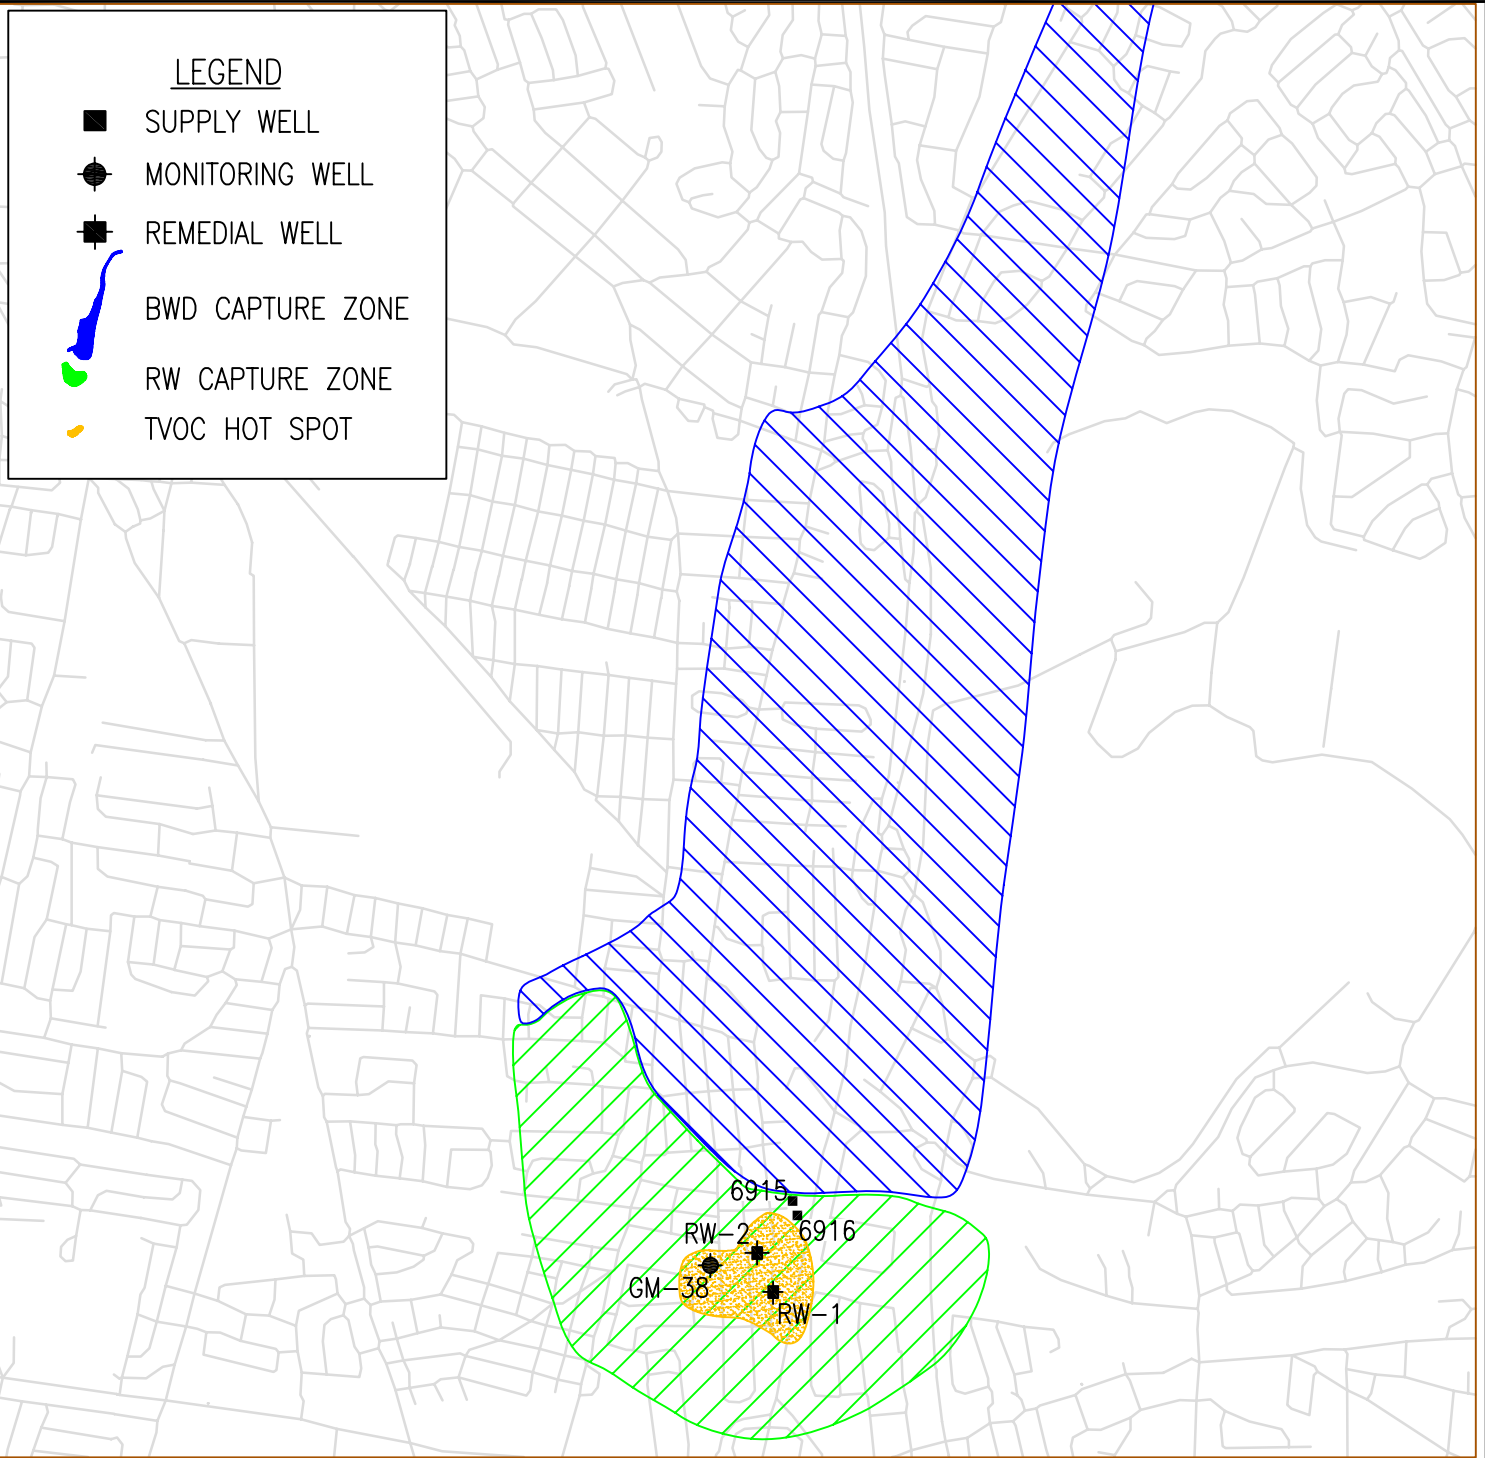 LEGEND
SUPPLY WELL
MONITORING WELL
REMEDIAL WELL
BWD CAPTURE ZONE
RW CAPTURE ZONE
TVOC HOT SPOT
6915
6916
RW-2
GM-38
RW-1